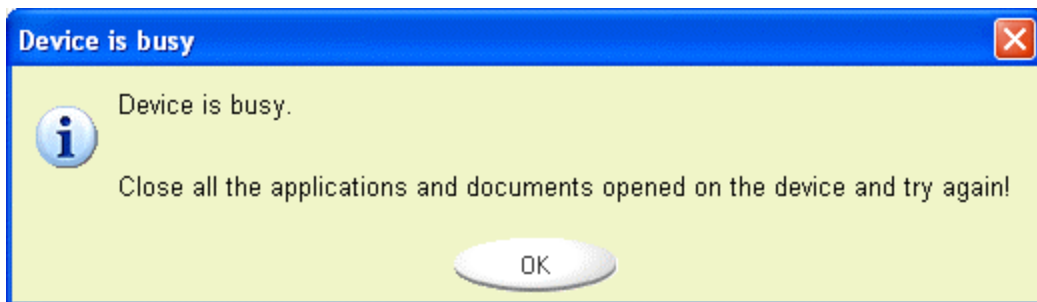 Device is busy
Device is busy.
Close all the applications and documents opened on the device and try again!
OK